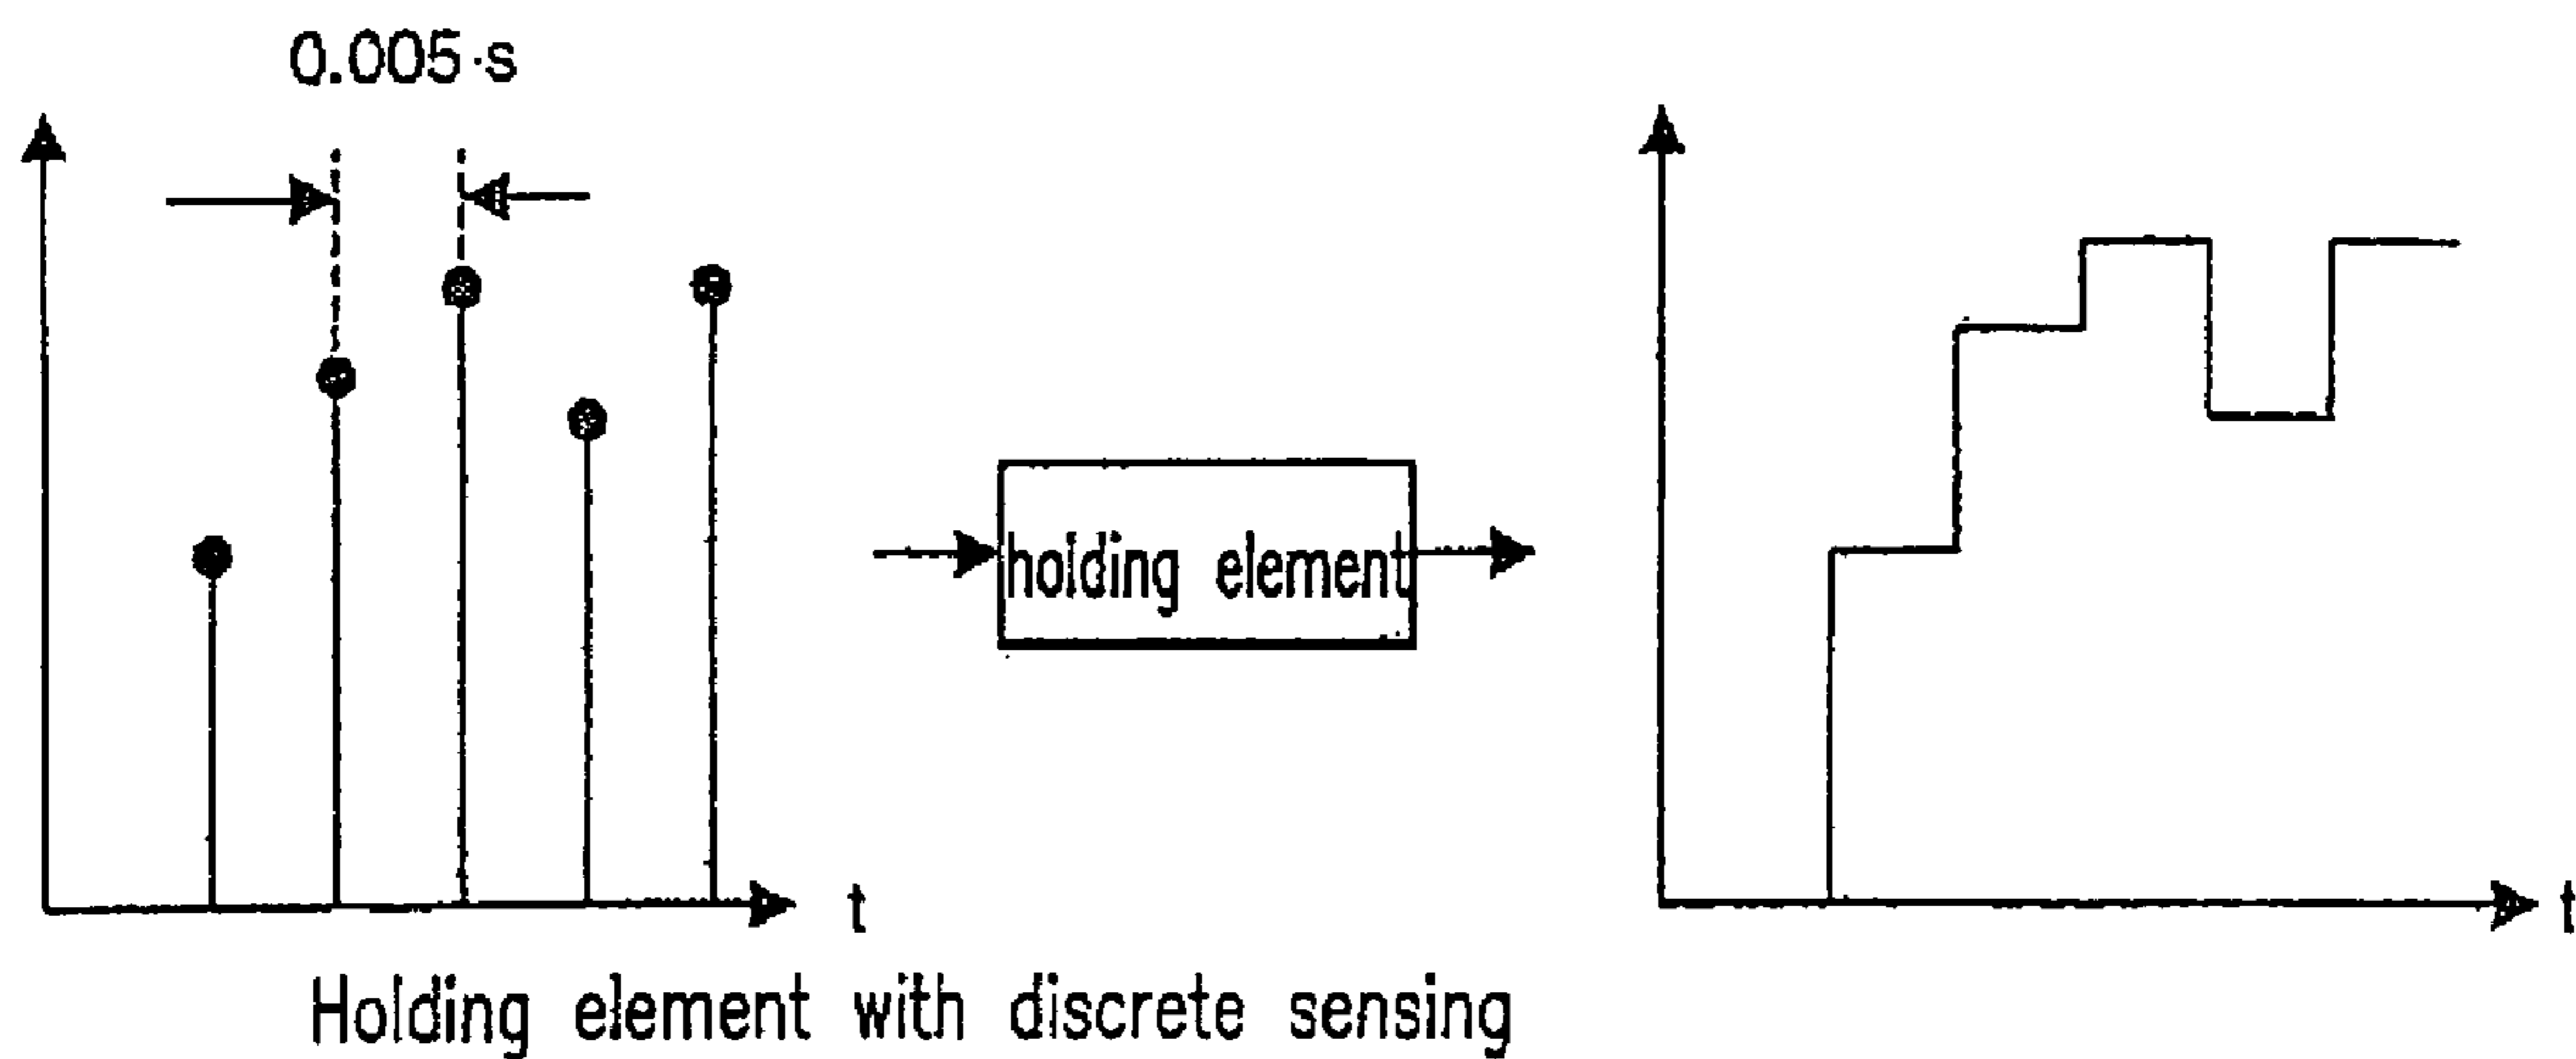 0.005·s
holding element
t
t
Holding element with discrete sensing